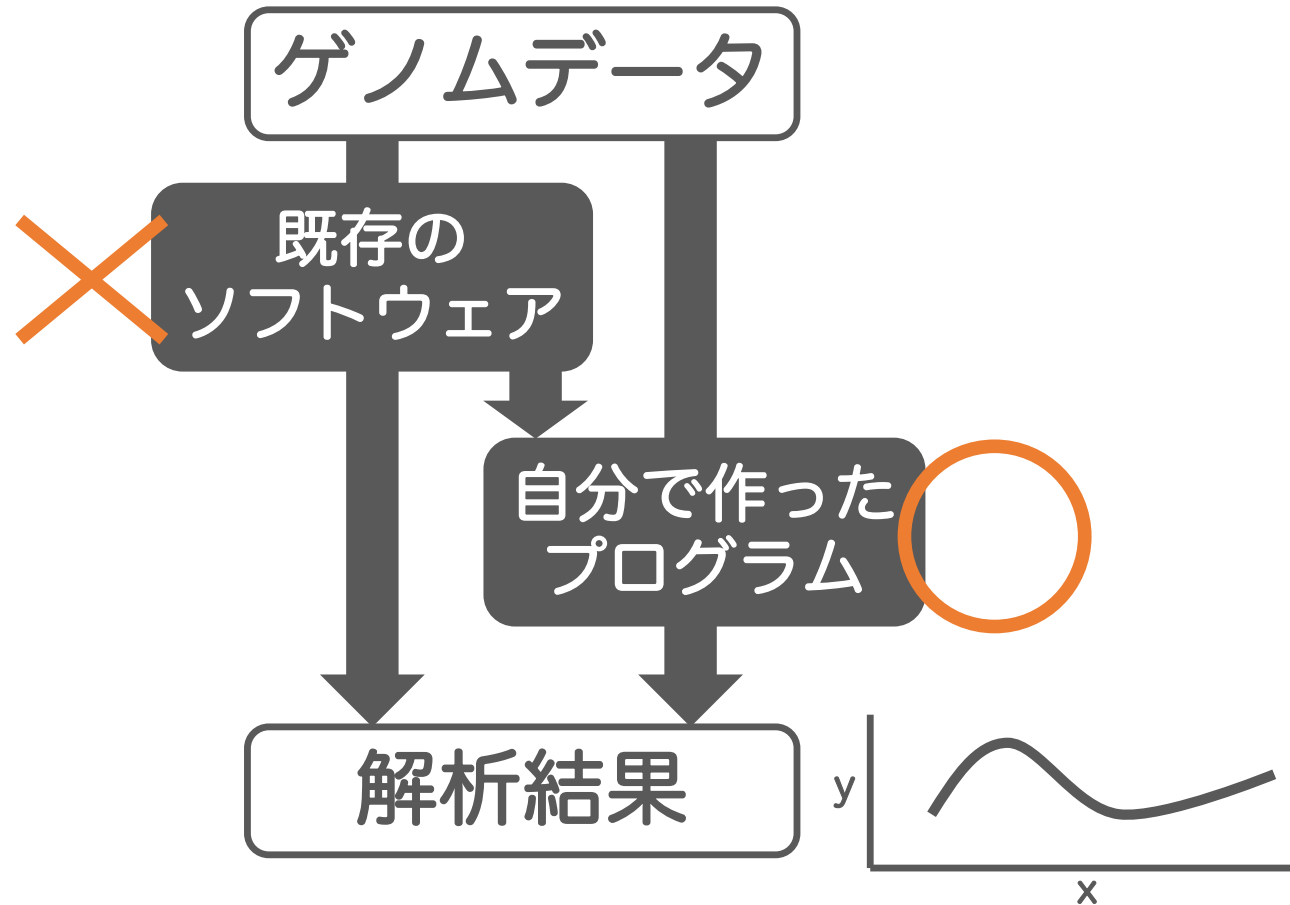 ゲノムデータ
既存の
ソフトウェア
自分で作った
プログラム
解析結果
y
x